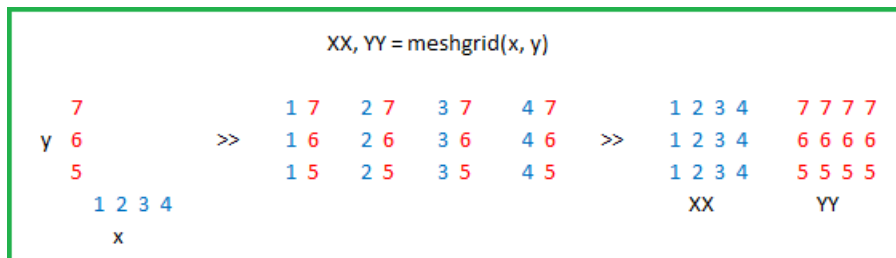 XX, YY = meshgrid(x, y)
7 1 7 2 7 3 7 4 7 1 2 3 4 7 7 7 7
y 6 >> 1 6 2 6 3 6 4 6 >> 1 2 3 4 6 6 6 6
5 1 5 2 5 3 5 4 5 1 2 3 4 5 5 5 5
1 2 3 4 XX YY
x